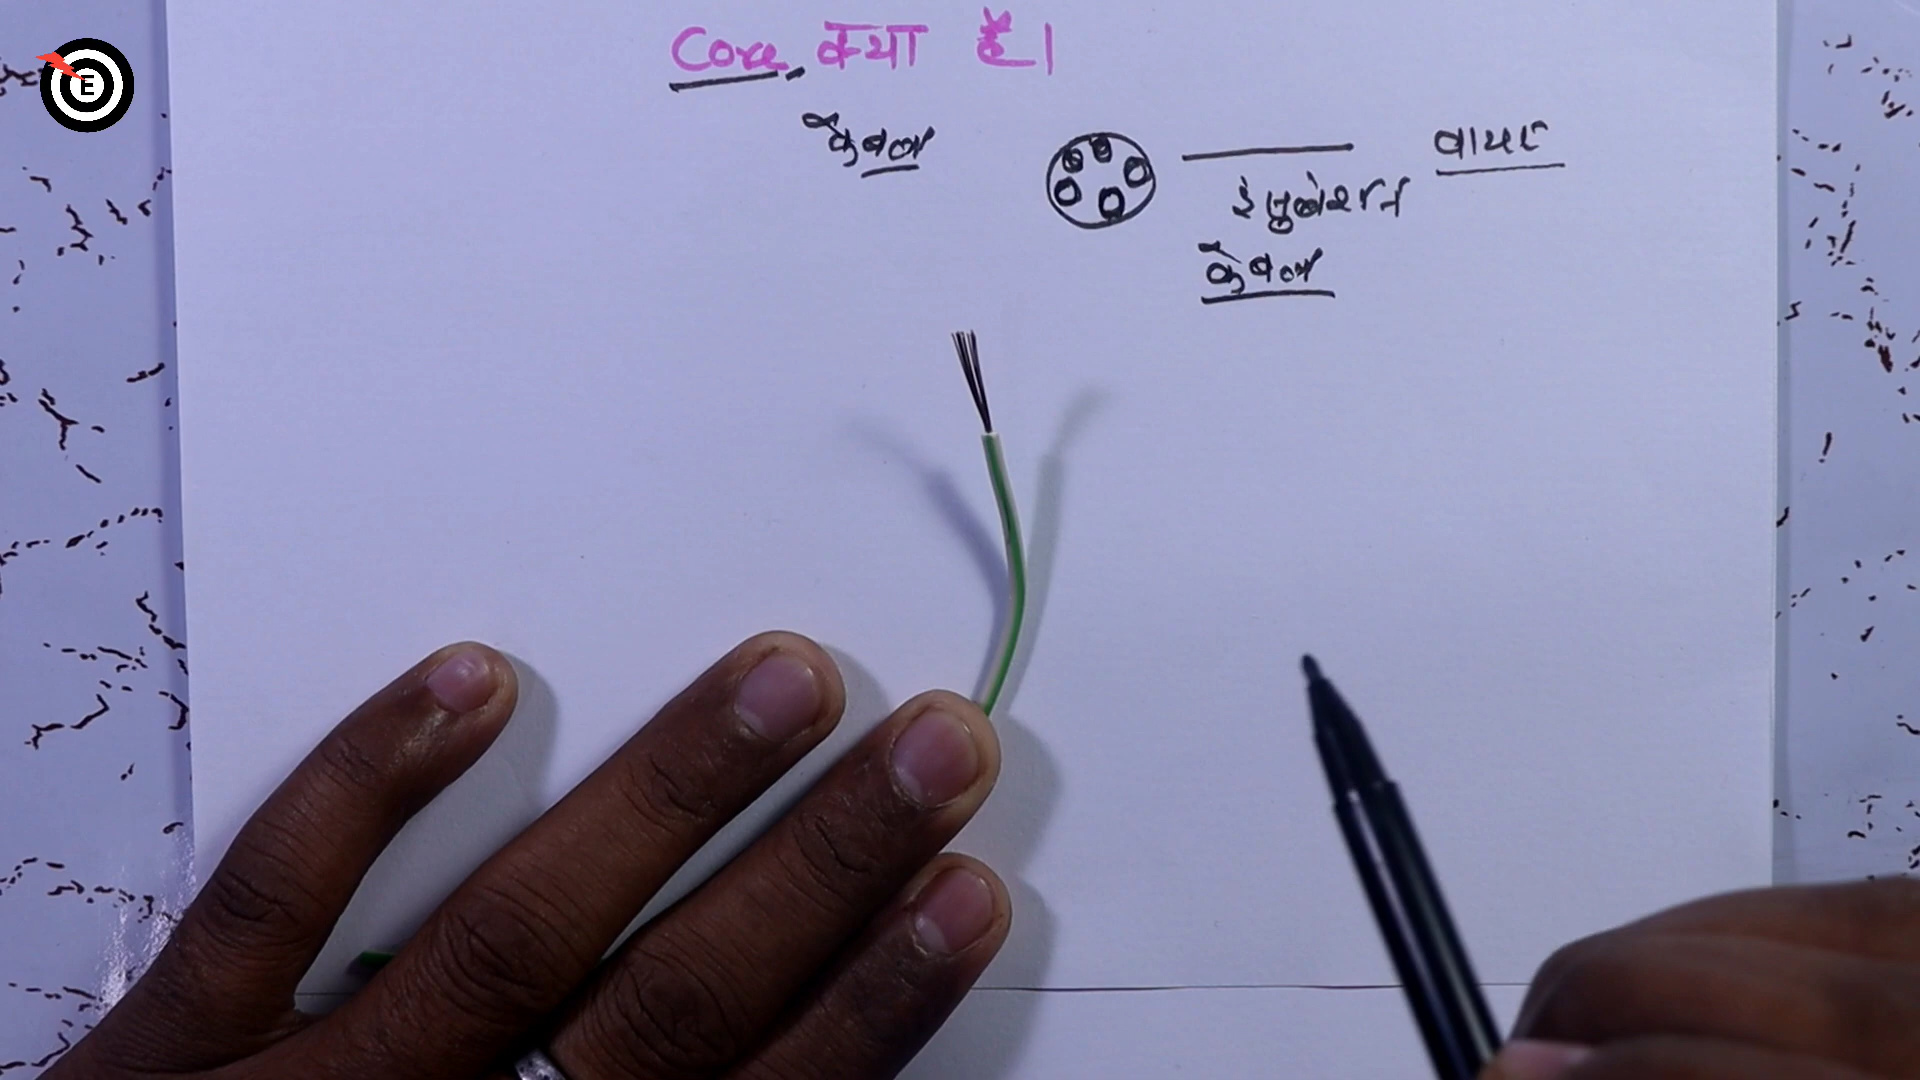 Core क्या है।
केबल
वायर
इंसुलेशन
केबल
E